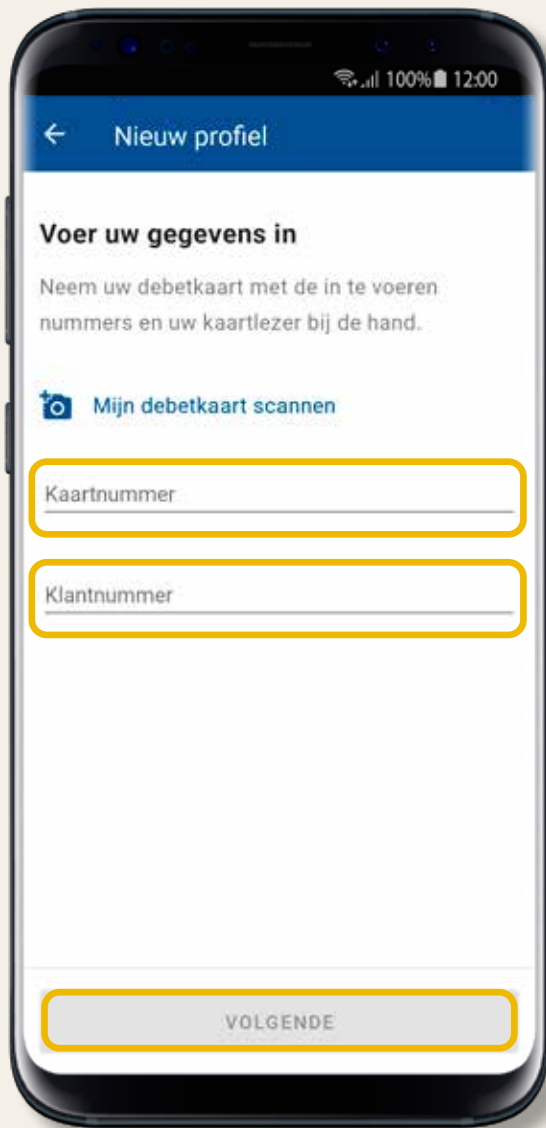 100% 12:00
Nieuw profiel
Voer uw gegevens in
Neem uw debetkaart met de in te voeren
nummers en uw kaartlezer bij de hand.
Mijn debetkaart scannen
Kaartnummer
Klantnummer
VOLGENDE